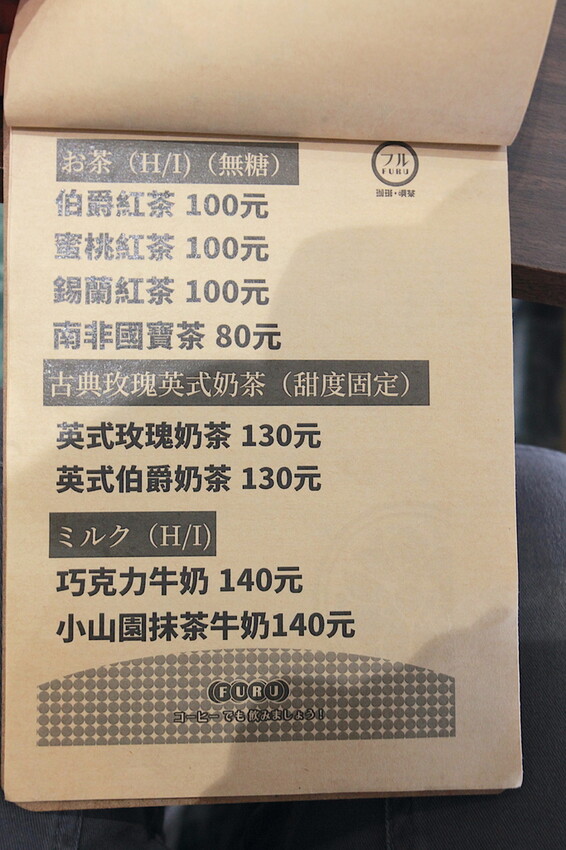 お茶（H/I）（無糖）
フル
FURU
伯爵紅茶 100元
蜜桃紅茶 100元
錫蘭紅茶 100元
南非國寶茶 80元
古典玫瑰英式奶茶（甜度固定）
英式玫瑰奶茶 130元
英式伯爵奶茶 130元
ミルク（H/I)
巧克力牛奶 140元
小山園抹茶牛奶140元
FURU
コーヒーでも飲みましょう！